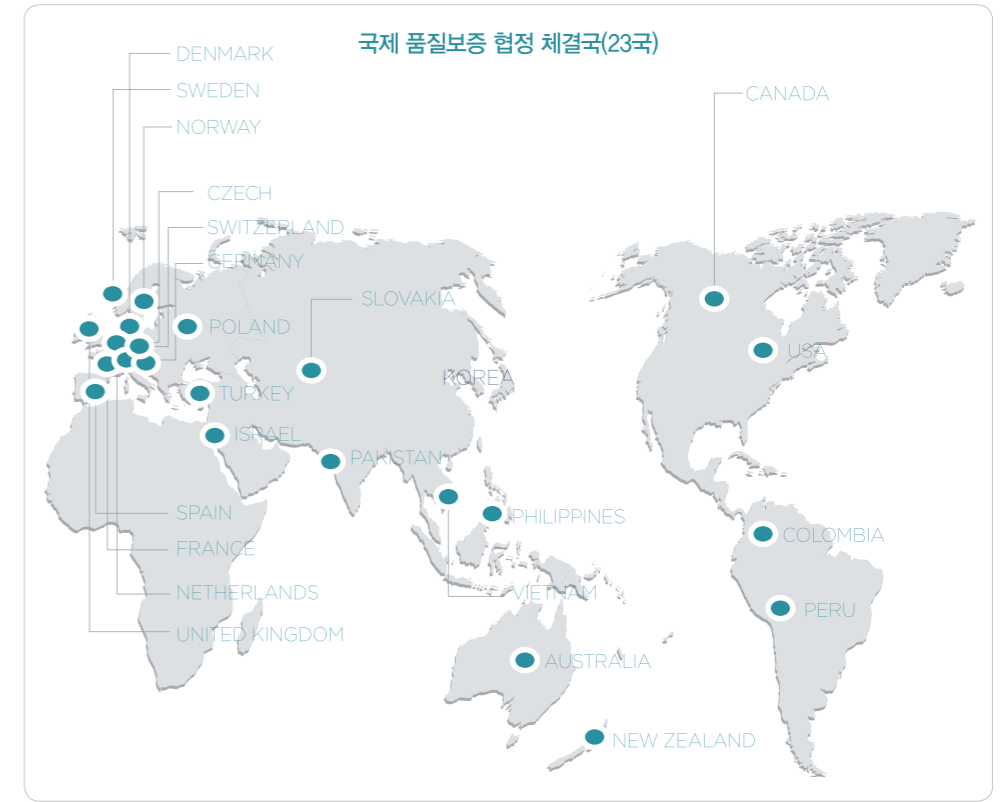 국제 품질보증 협정 체결국(23국)
DENMARK
SWEDEN
NORWAY
CANADA
CZECH
SWITZERLAND
GERMANY
SLOVAKIA
POLAND
USA
KOREA
TURKEY
ISRAEL
PAKISTAN
SPAIN
PHILIPPINES
COLOMBIA
FRANCE
NETHERLANDS
VIETNAM
PERU
UNITED KINGDOM
AUSTRALIA
NEW ZEALAND